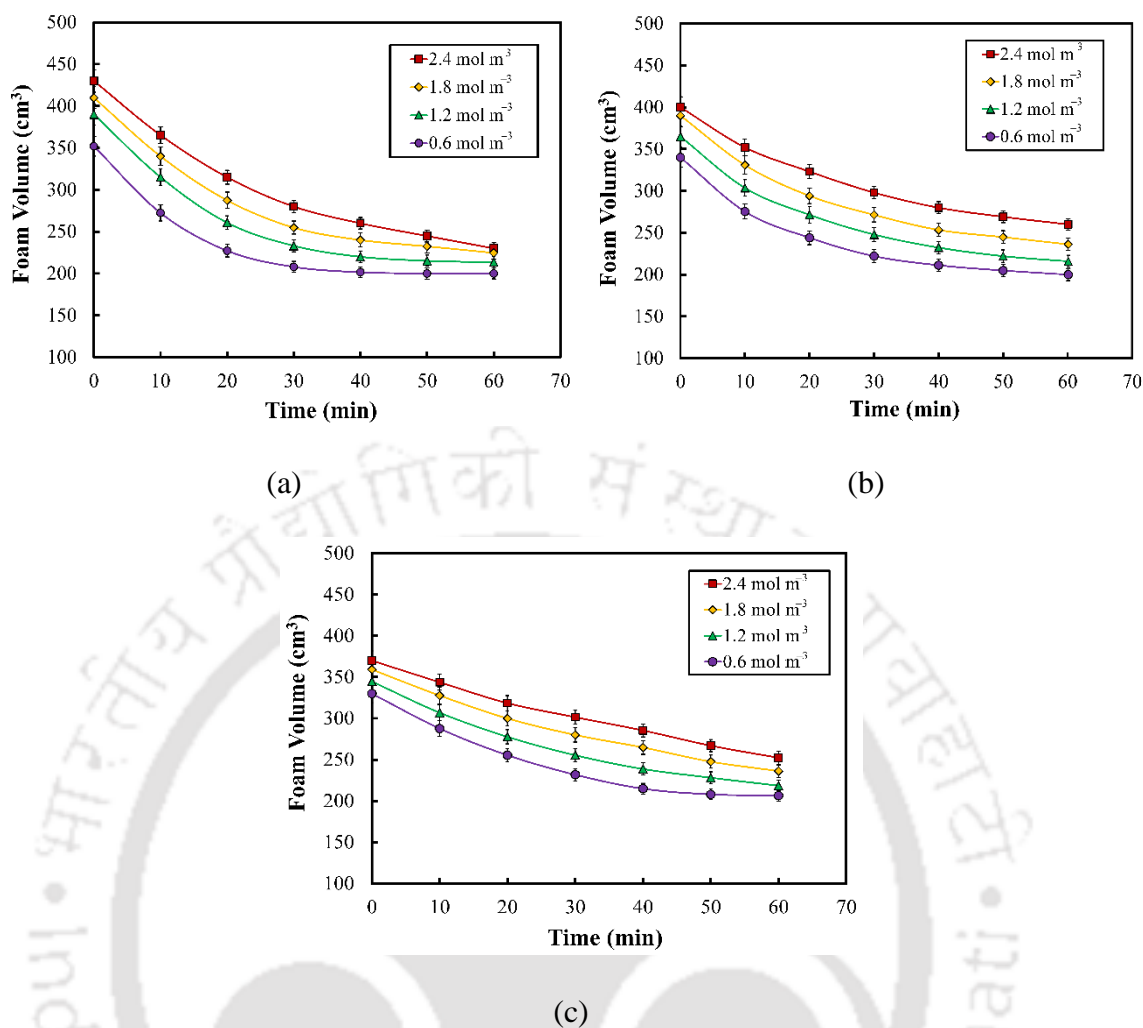 500
450
400
350
300
250
200
150
100
0 10 20 30 40 50 60 70
Foam Volume (cm³)
Time (min)
2.4 mol m⁻³
1.8 mol m⁻³
1.2 mol m⁻³
0.6 mol m⁻³
(a)
500
450
400
350
300
250
200
150
100
0 10 20 30 40 50 60 70
Foam Volume (cm³)
Time (min)
2.4 mol m⁻³
1.8 mol m⁻³
1.2 mol m⁻³
0.6 mol m⁻³
(b)
500
450
400
350
300
250
200
150
100
0 10 20 30 40 50 60 70
Foam Volume (cm³)
Time (min)
2.4 mol m⁻³
1.8 mol m⁻³
1.2 mol m⁻³
0.6 mol m⁻³
(c)